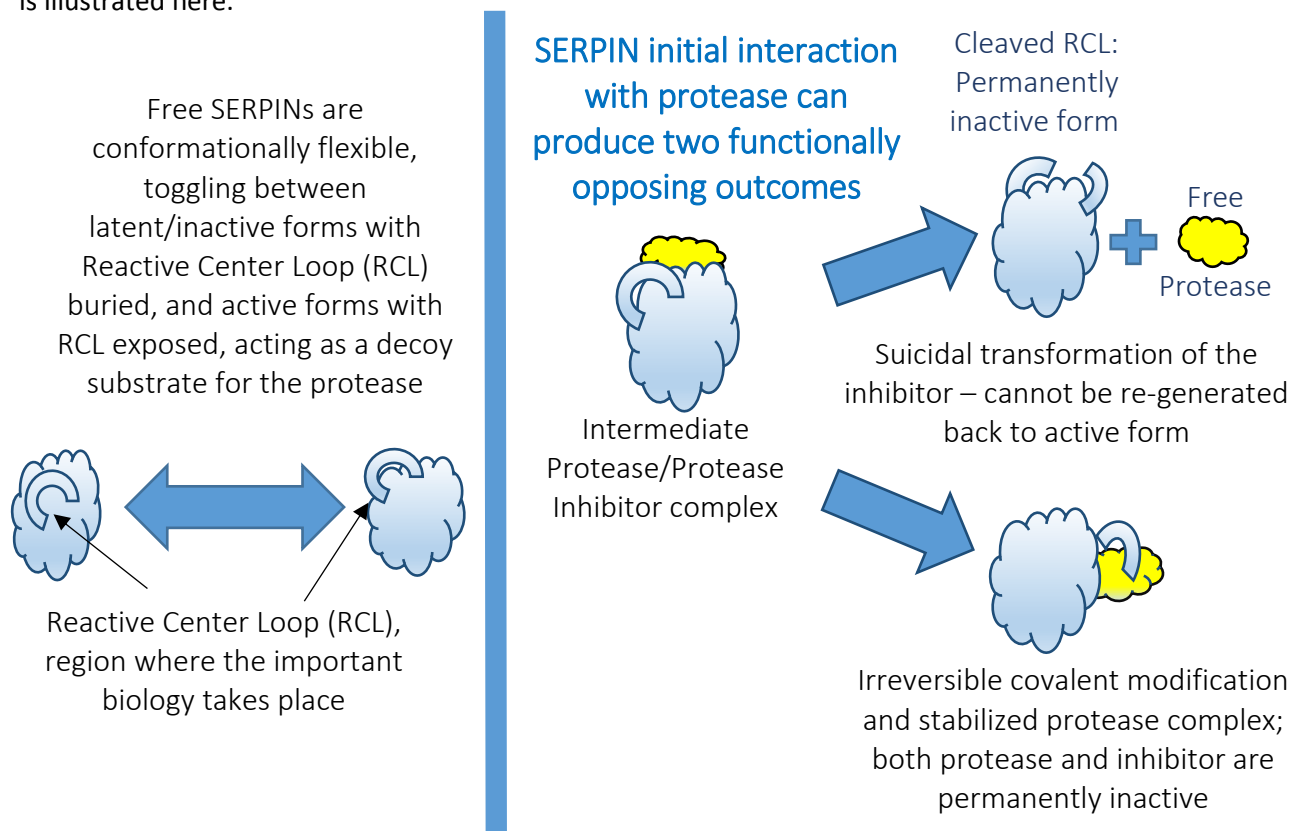 is illustrated here:
Free SERPINs are
conformationally flexible,
toggling between
latent/inactive forms with
Reactive Center Loop (RCL)
buried, and active forms with
RCL exposed, acting as a decoy
substrate for the protease
Reactive Center Loop (RCL),
region where the important
biology takes place
SERPIN initial interaction
with protease can
produce two functionally
opposing outcomes
Intermediate
Protease/Protease
Inhibitor complex
Cleaved RCL:
Permanently
inactive form
Free
Protease
Suicidal transformation of the
inhibitor – cannot be re-generated
back to active form
Irreversible covalent modification
and stabilized protease complex;
both protease and inhibitor are
permanently inactive